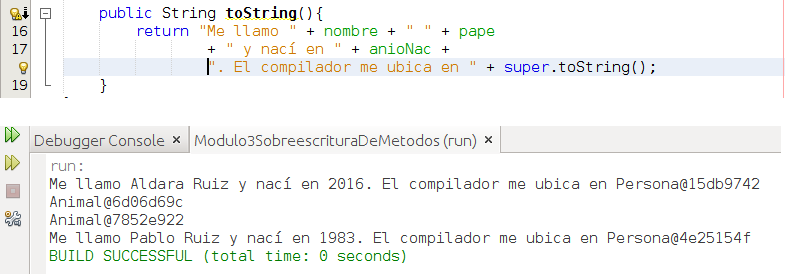 public String toString(){
16 return "Me llamo " + nombre + " " + pape
17 + " y nací en " + anioNac +
". El compilador me ubica en " + super.toString();
19 }
Debugger Console × Modulo3SobreescrituraDeMetodos (run) ×
run:
Me llamo Aldara Ruiz y nací en 2016. El compilador me ubica en Persona@15db9742
Animal@6d06d69c
Animal@7852e922
Me llamo Pablo Ruiz y nací en 1983. El compilador me ubica en Persona@4e25154f
BUILD SUCCESSFUL (total time: 0 seconds)